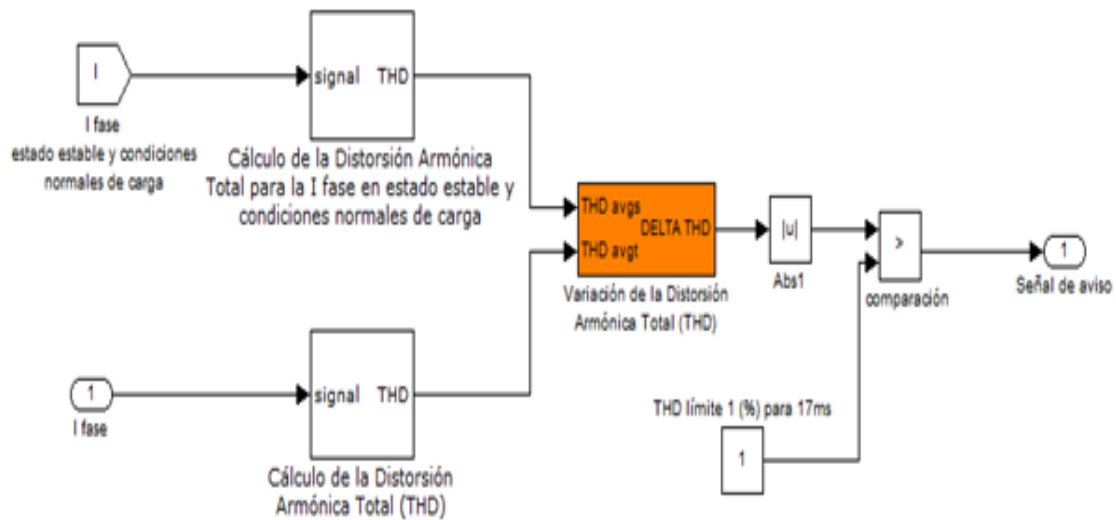 I
I fase
estado estable y condiciones
normales de carga
signal THD
Cálculo de la Distorsión Armónica
Total para la I fase en estado estable y
condiciones normales de carga
THD avgs
DELTA THD
THD avgt
Variación de la Distorsión
Armónica Total (THD)
|u|
Abs1
>
comparación
1
Señal de aviso
1
I fase
signal THD
Cálculo de la Distorsión
Armónica Total (THD)
THD límite 1 (%) para 17ms
1